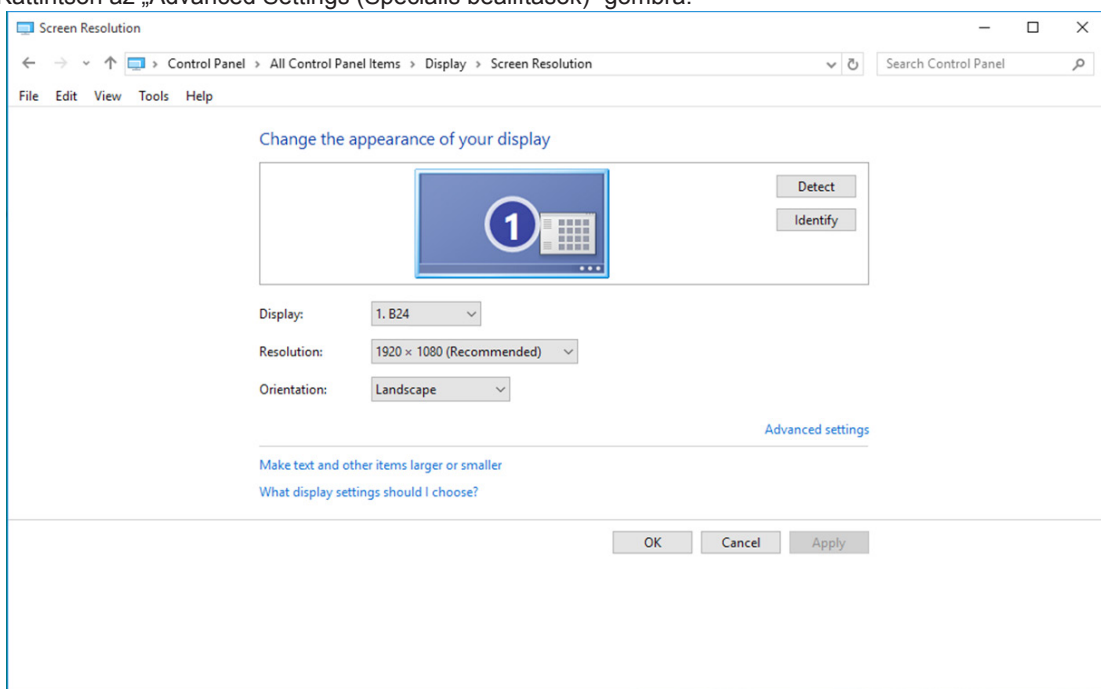 Kattintson az „Advanced Settings (Speciális beállítások)” gombra.
Screen Resolution
Control Panel > All Control Panel Items > Display > Screen Resolution
Search Control Panel
File Edit View Tools Help
Change the appearance of your display
1
Detect
Identify
Display: 1. B24
Resolution: 1920 × 1080 (Recommended)
Orientation: Landscape
Advanced settings
Make text and other items larger or smaller
What display settings should I choose?
OK Cancel Apply